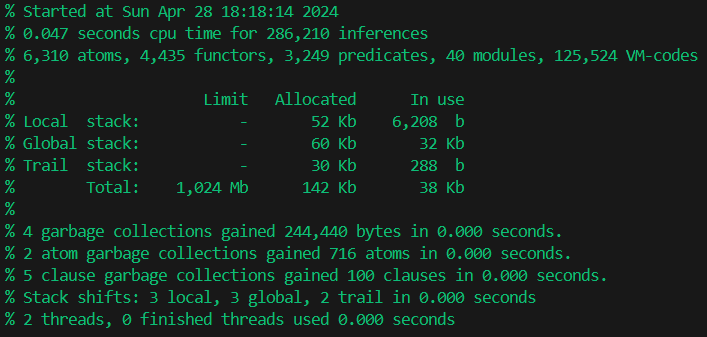 % Started at Sun Apr 28 18:18:14 2024
% 0.047 seconds cpu time for 286,210 inferences
% 6,310 atoms, 4,435 functors, 3,249 predicates, 40 modules, 125,524 VM-codes
%
%                     Limit   Allocated      In use
% Local  stack:           -       52 Kb    6,208  b
% Global stack:           -       60 Kb       32 Kb
% Trail  stack:           -       30 Kb      288  b
%        Total:    1,024 Mb      142 Kb       38 Kb
%
% 4 garbage collections gained 244,440 bytes in 0.000 seconds.
% 2 atom garbage collections gained 716 atoms in 0.000 seconds.
% 5 clause garbage collections gained 100 clauses in 0.000 seconds.
% Stack shifts: 3 local, 3 global, 2 trail in 0.000 seconds
% 2 threads, 0 finished threads used 0.000 seconds